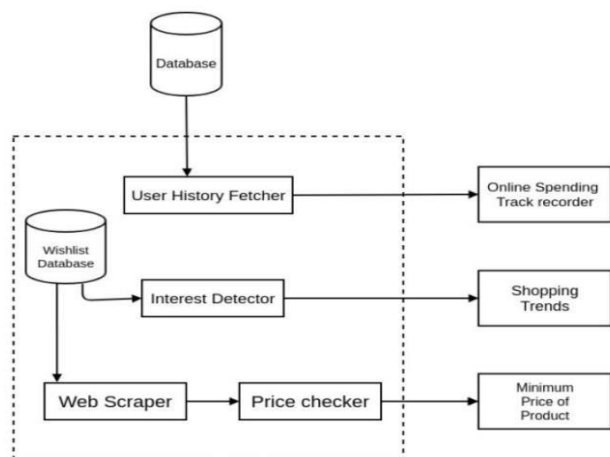 Database
User History Fetcher
Online Spending
Track recorder
Wishlist
Database
Interest Detector
Shopping
Trends
Web Scraper
Price checker
Minimum
Price of
Product